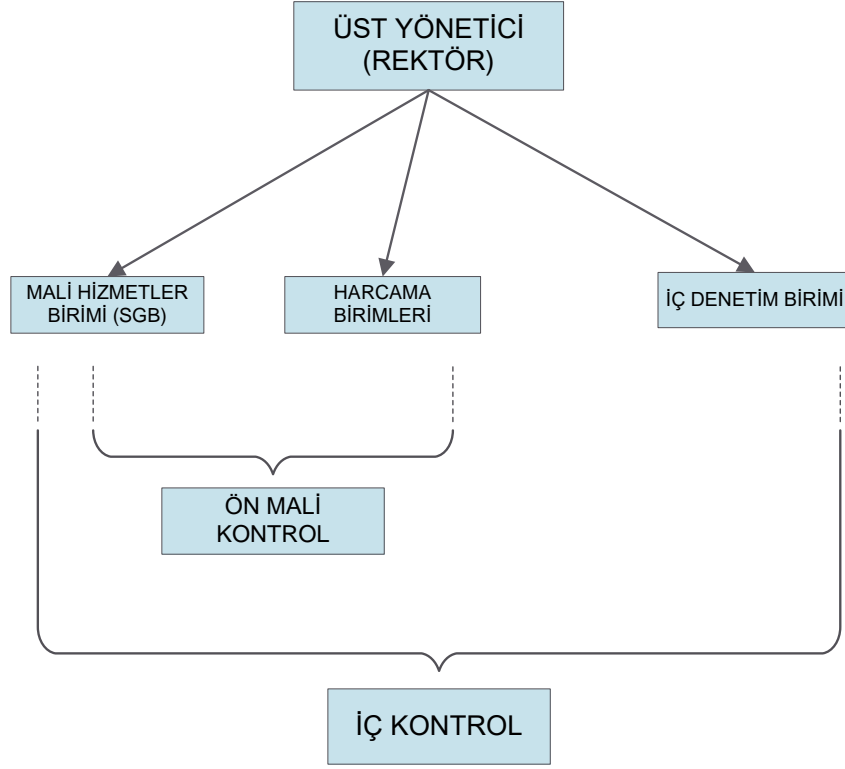 ÜST YÖNETİCİ
(REKTÖR)
MALİ HİZMETLER
BİRİMİ (SGB)
HARCAMA
BİRİMLERİ
İÇ DENETİM BİRİMİ
ÖN MALİ
KONTROL
İÇ KONTROL